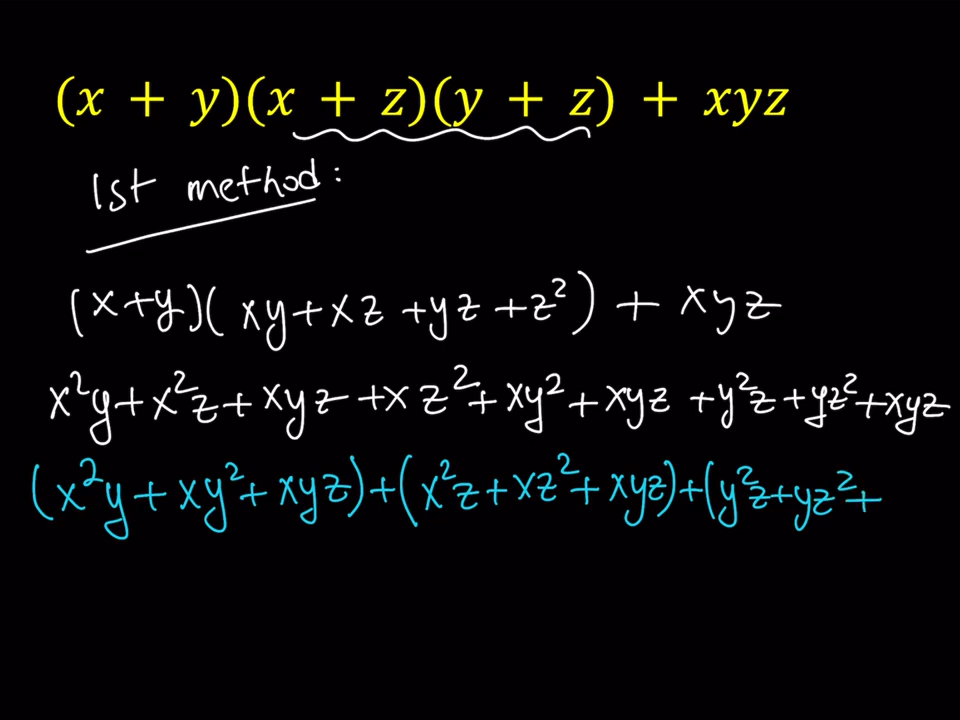 (x + y)(x + z)(y + z) + xyz
1st method:
(x+y)(xy+xz+yz+z²) + xyz
x²y+x²z+xyz+xz²+xy²+xyz+y²z+yz²+xyz
(x²y+xy²+xyz)+(x²z+xz²+xyz)+(y²z+yz²+